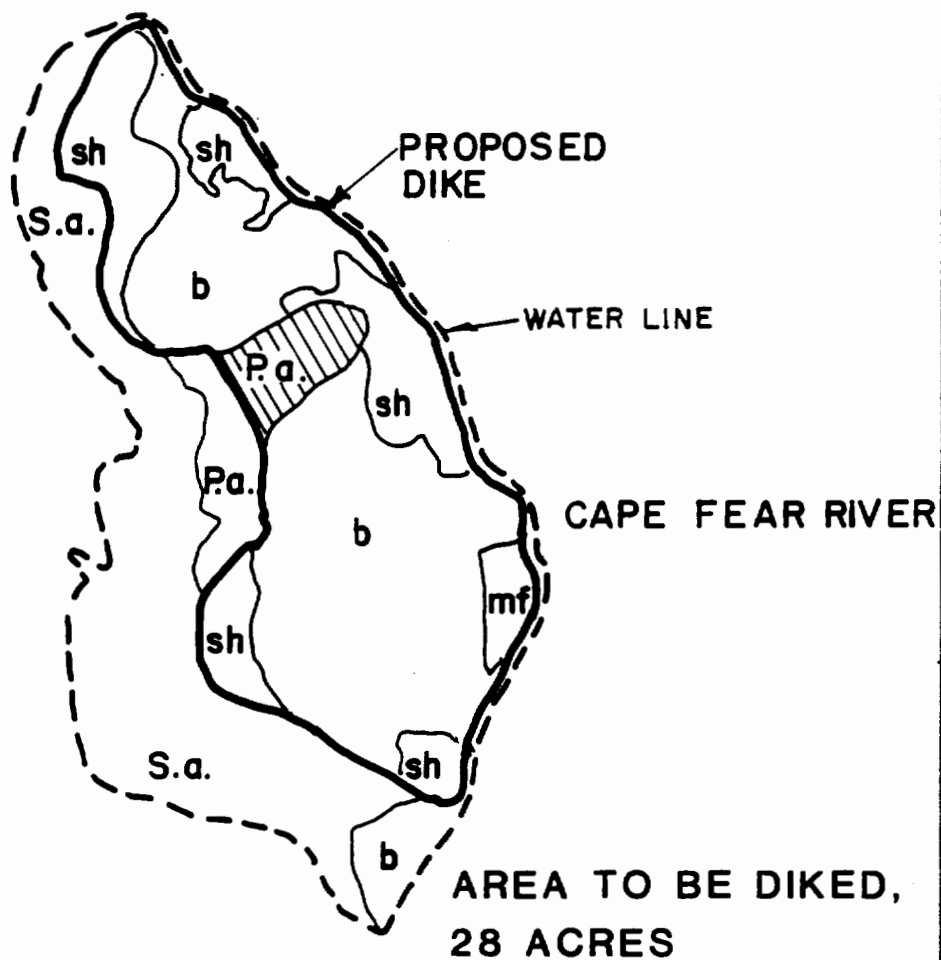 sh
sh
PROPOSED
DIKE
S.a.
b
WATER LINE
P.a.
sh
P.a.
CAPE FEAR RIVER
b
mf
sh
S.a.
sh
b
AREA TO BE DIKED,
28 ACRES